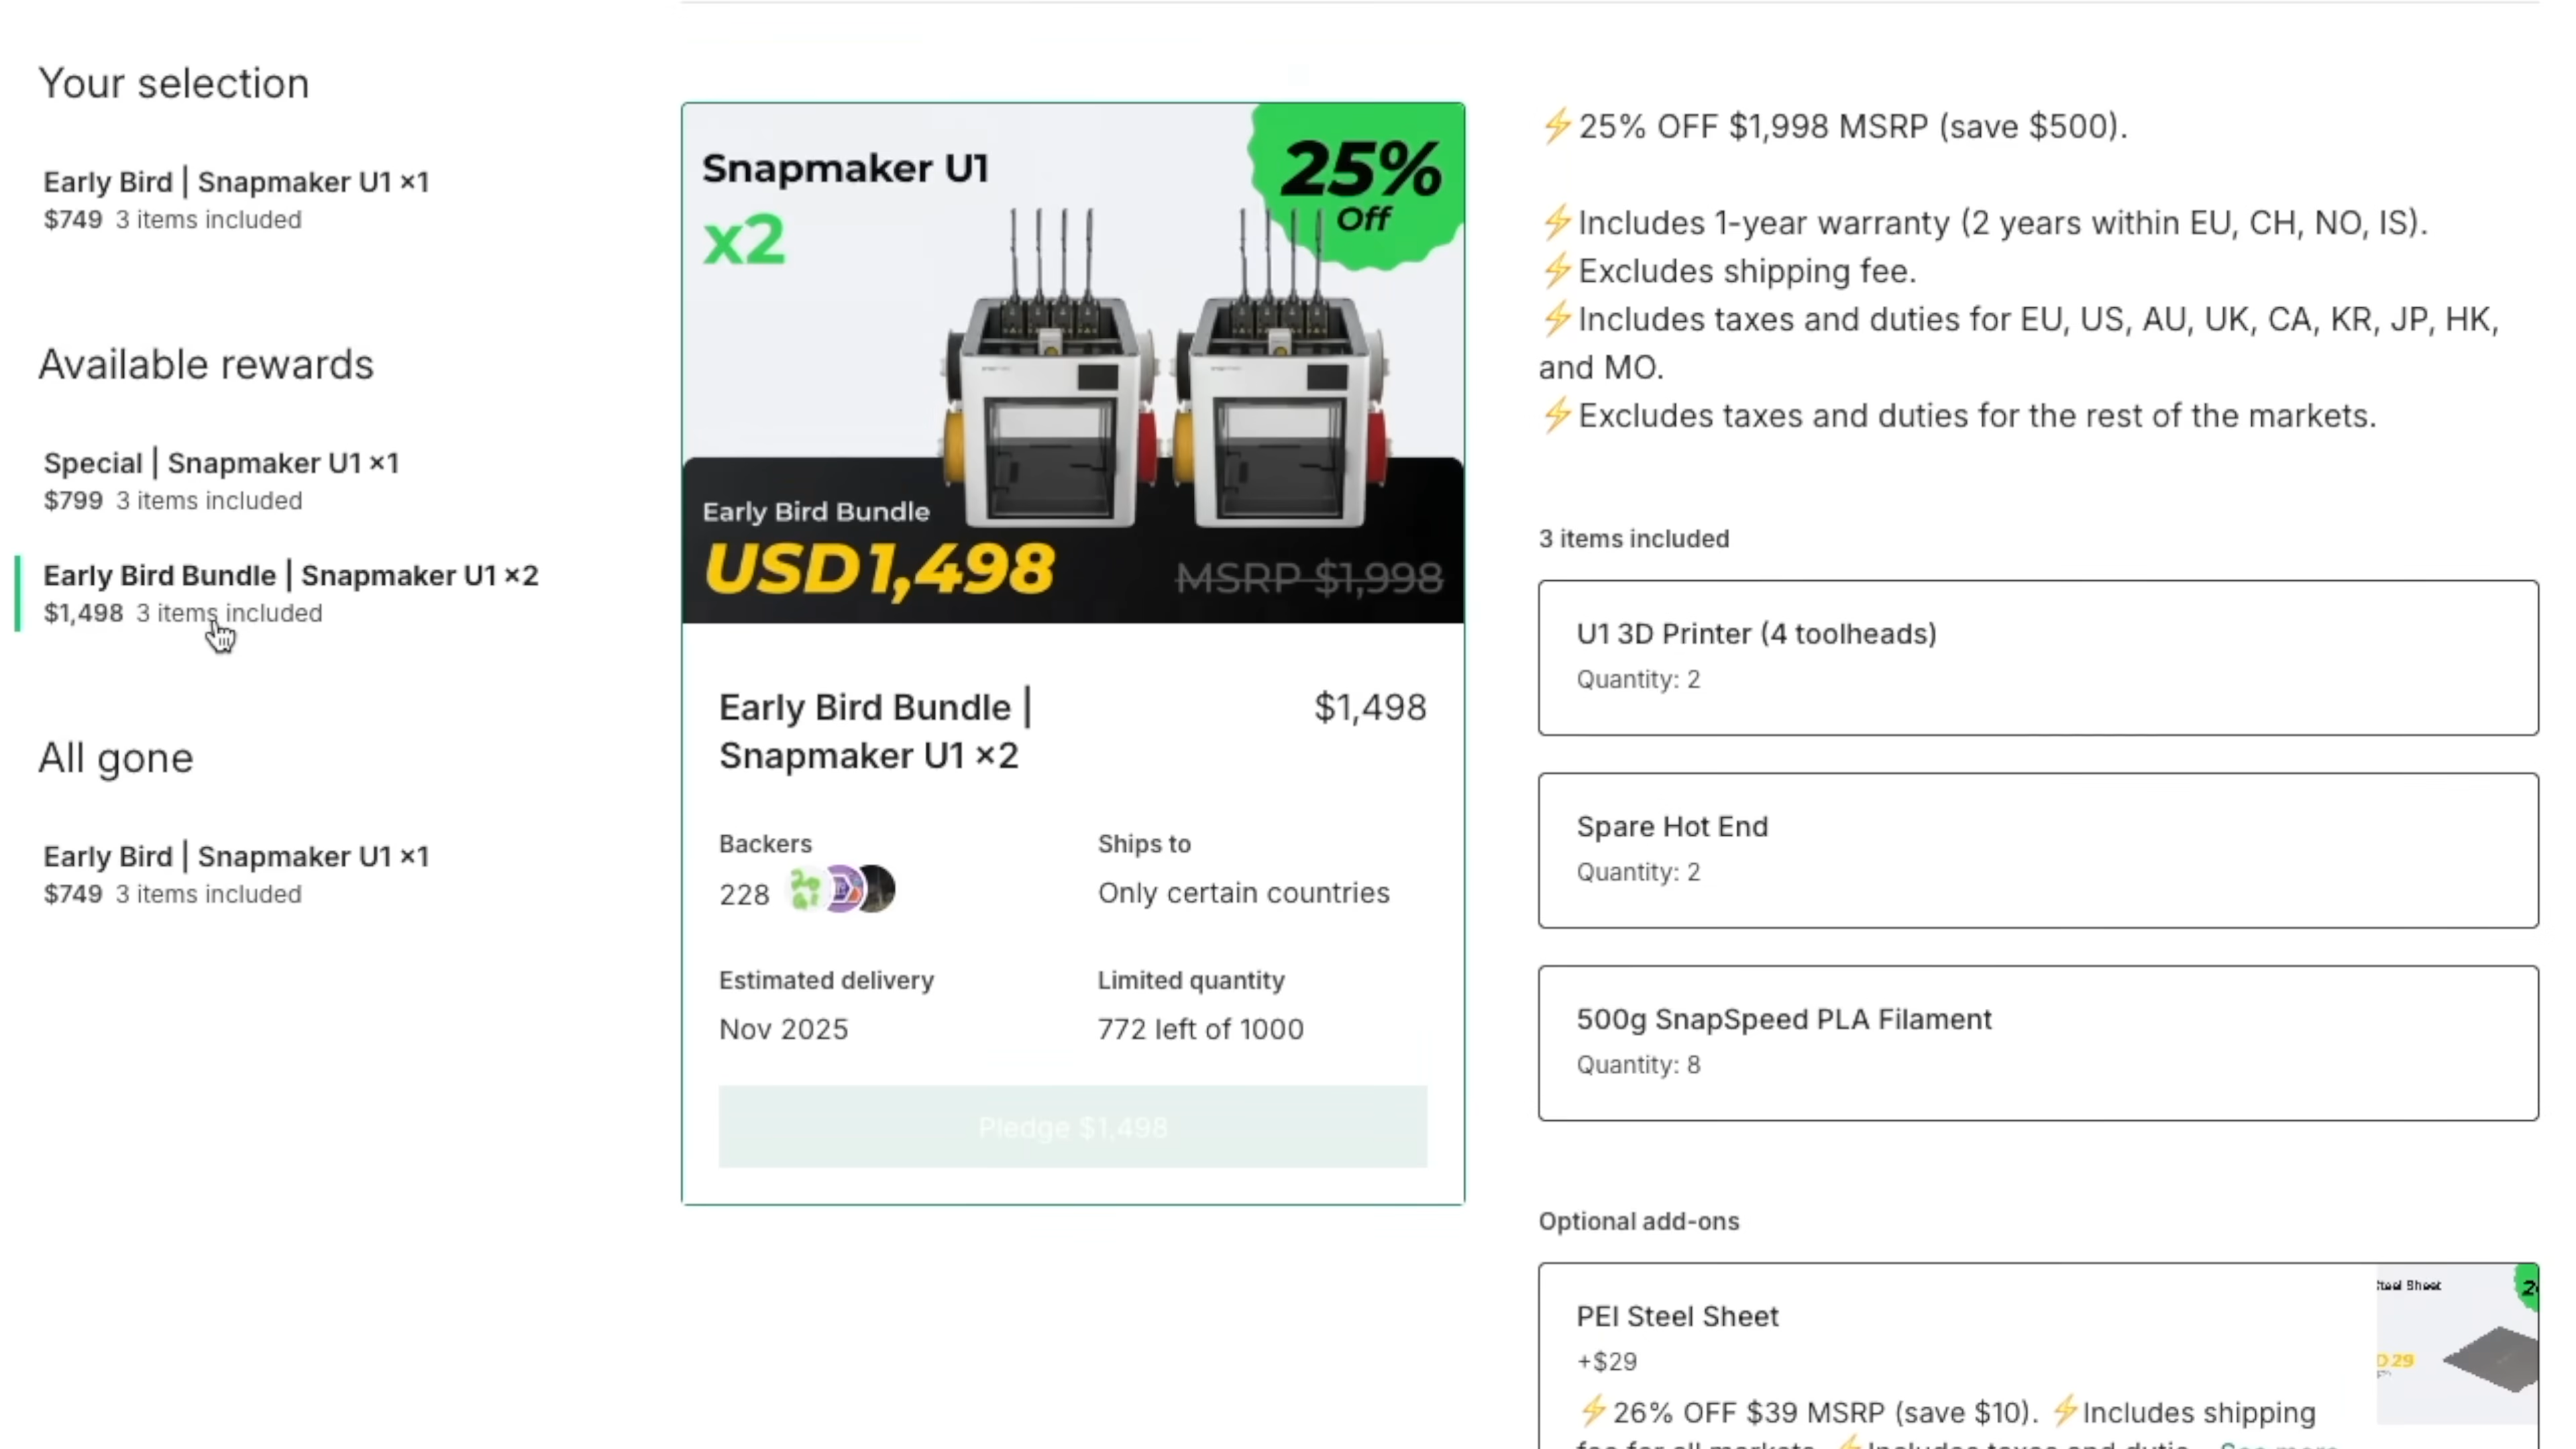 Your selection
Early Bird | Snapmaker U1 ×1
$749 3 items included
Available rewards
Special | Snapmaker U1 ×1
$799 3 items included
Early Bird Bundle | Snapmaker U1 ×2
$1,498 3 items included
All gone
Early Bird | Snapmaker U1 ×1
$749 3 items included
Snapmaker U1
x2
25%
Off
Early Bird Bundle
USD1,498
MSRP $1,998
Early Bird Bundle |
Snapmaker U1 ×2
$1,498
Backers
228
Ships to
Only certain countries
Estimated delivery
Nov 2025
Limited quantity
772 left of 1000
Pledge $1,498
⚡25% OFF $1,998 MSRP (save $500).
⚡Includes 1-year warranty (2 years within EU, CH, NO, IS).
⚡Excludes shipping fee.
⚡Includes taxes and duties for EU, US, AU, UK, CA, KR, JP, HK,
and MO.
⚡Excludes taxes and duties for the rest of the markets.
3 items included
U1 3D Printer (4 toolheads)
Quantity: 2
Spare Hot End
Quantity: 2
500g SnapSpeed PLA Filament
Quantity: 8
Optional add-ons
PEI Steel Sheet
+$29
⚡26% OFF $39 MSRP (save $10). ⚡Includes shipping